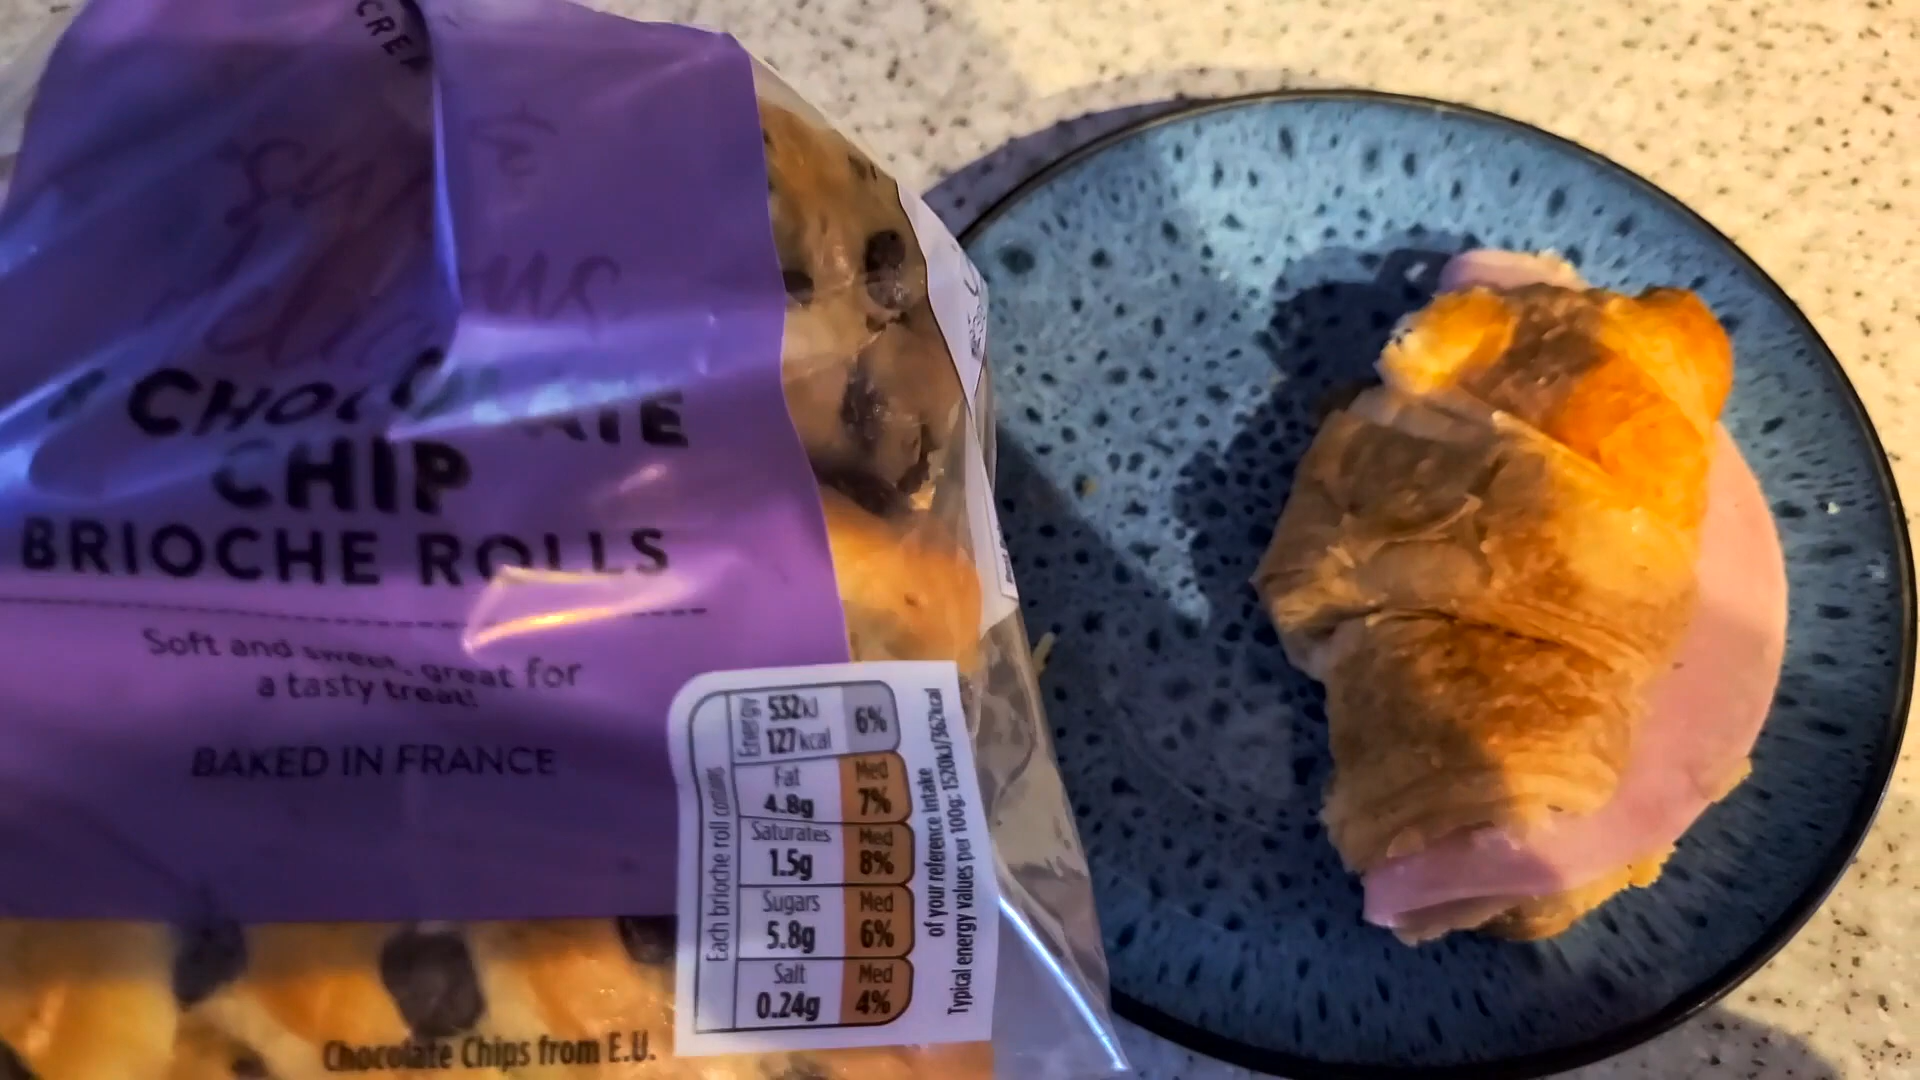 CHOCOLATE
CHIP
BRIOCHE ROLLS
Soft and sweet, great for
a tasty treat!
BAKED IN FRANCE
Chocolate Chips from E.U.
Each brioche roll contains
Energy 532kJ
127kcal 6%
Fat Med
4.8g 7%
Saturates Med
1.5g 8%
Sugars Med
5.8g 6%
Salt Med
0.24g 4%
of your reference intake
Typical energy values per 100g: 1520kJ/362kcal